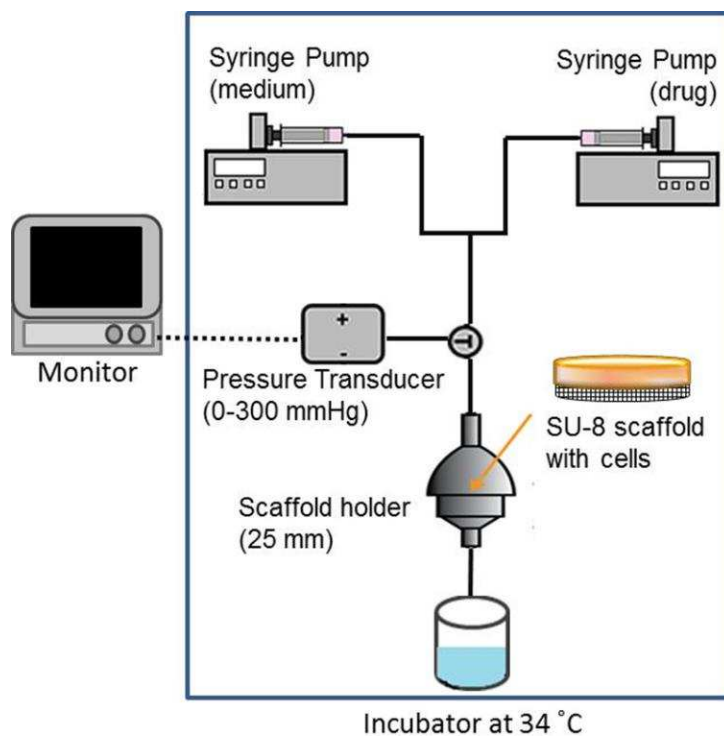 Syringe Pump
(medium)
Syringe Pump
(drug)
+
-
Monitor
Pressure Transducer
(0-300 mmHg)
T
SU-8 scaffold
with cells
Scaffold holder
(25 mm)
Incubator at 34 ˚C